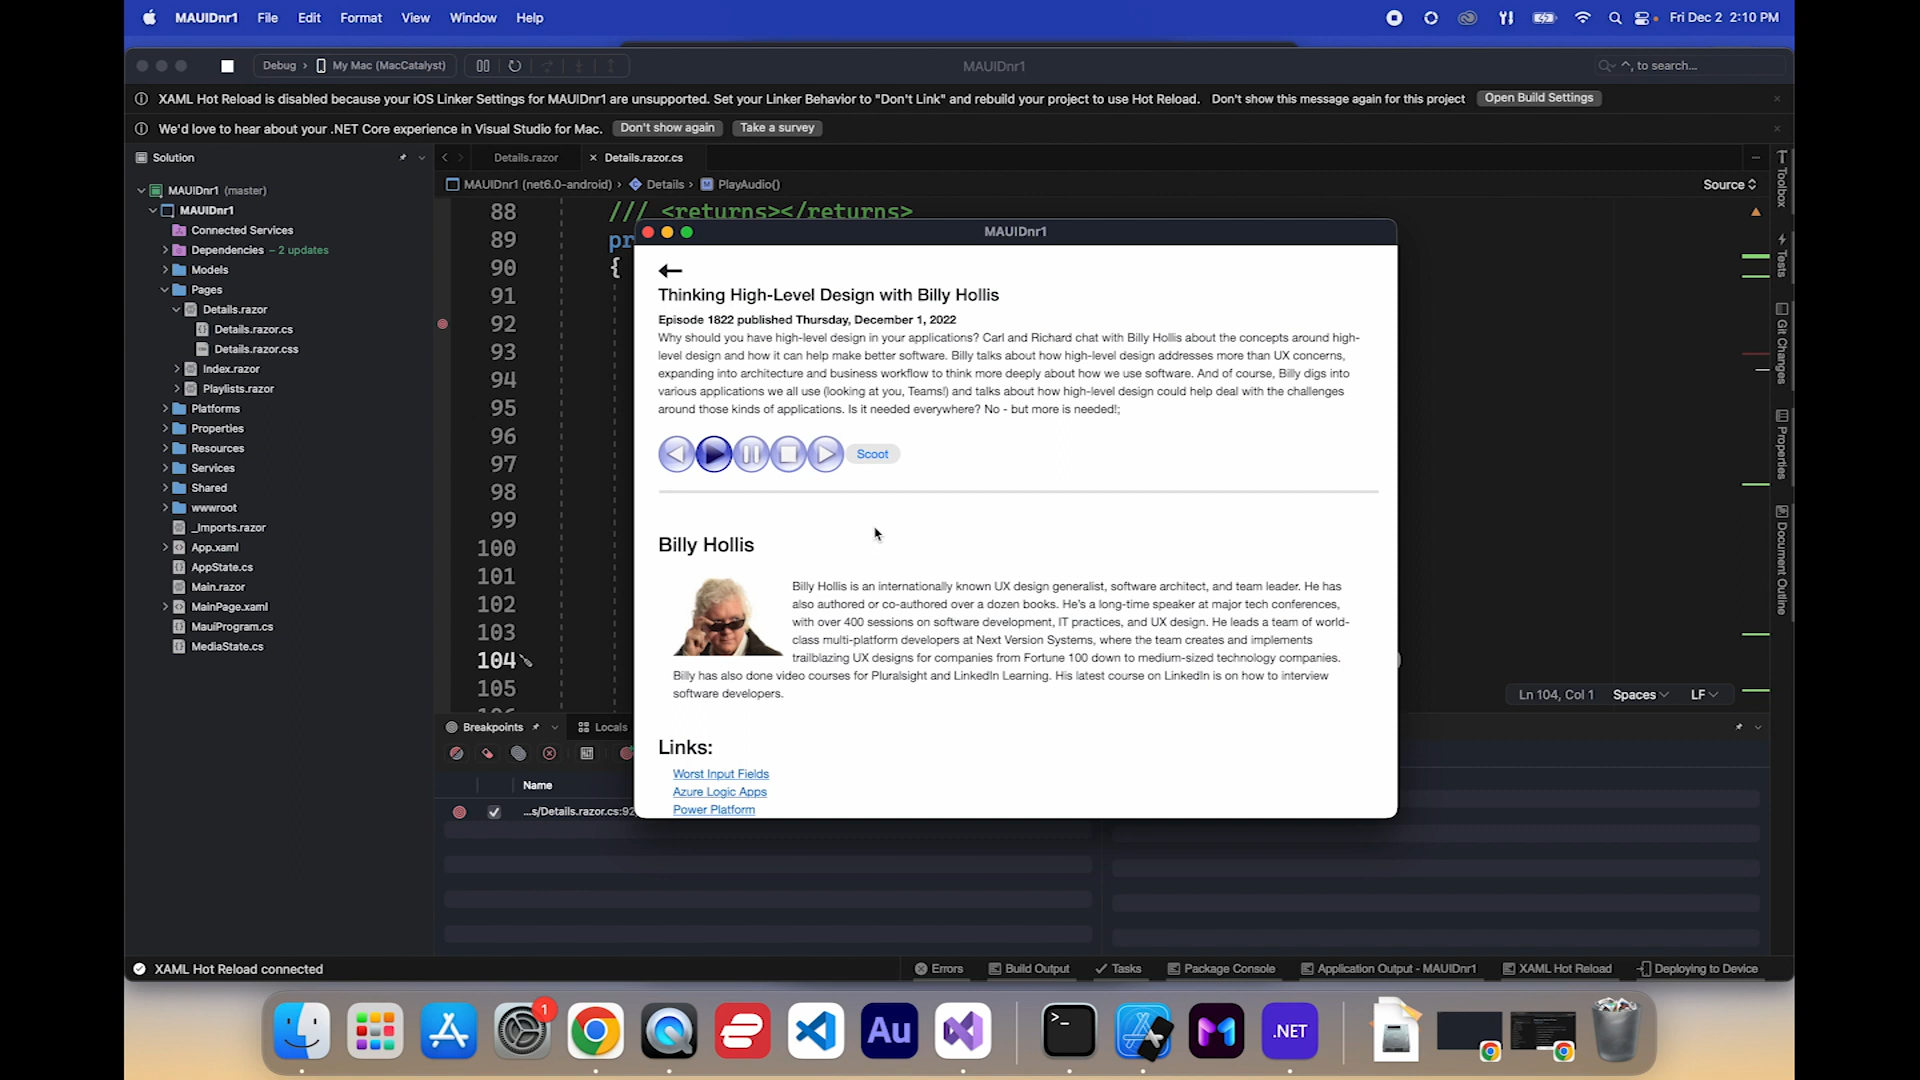 MAUIDnr1 File Edit Format View Window Help
Fri Dec 2 2:10 PM
Debug › My Mac (MacCatalyst)
MAUIDnr1
^, to search...
XAML Hot Reload is disabled because your iOS Linker Settings for MAUIDnr1 are unsupported. Set your Linker Behavior to "Don't Link" and rebuild your project to use Hot Reload. Don't show this message again for this project Open Build Settings
We'd love to hear about your .NET Core experience in Visual Studio for Mac. Don't show again Take a survey
Solution
Details.razor
Details.razor.cs
MAUIDnr1 (net6.0-android) › Details › PlayAudio()
Source
MAUIDnr1 (master)
MAUIDnr1
Connected Services
Dependencies – 2 updates
Models
Pages
Details.razor
Details.razor.cs
Details.razor.css
Index.razor
Playlists.razor
Platforms
Properties
Resources
Services
Shared
wwwroot
_Imports.razor
App.xaml
AppState.cs
Main.razor
MainPage.xaml
MauiProgram.cs
MediaState.cs
88 /// <returns></returns>
89 pr
90 {
91
92
93
94
95
96
97
98
99
100
101
102
103
104
105
MAUIDnr1
Thinking High-Level Design with Billy Hollis
Episode 1822 published Thursday, December 1, 2022
Why should you have high-level design in your applications? Carl and Richard chat with Billy Hollis about the concepts around high-
level design and how it can help make better software. Billy talks about how high-level design addresses more than UX concerns,
expanding into architecture and business workflow to think more deeply about how we use software. And of course, Billy digs into
various applications we all use (looking at you, Teams!) and talks about how high-level design could help deal with the challenges
around those kinds of applications. Is it needed everywhere? No - but more is needed!;
Scoot
Billy Hollis
Billy Hollis is an internationally known UX design generalist, software architect, and team leader. He has
also authored or co-authored over a dozen books. He's a long-time speaker at major tech conferences,
with over 400 sessions on software development, IT practices, and UX design. He leads a team of world-
class multi-platform developers at Next Version Systems, where the team creates and implements
trailblazing UX designs for companies from Fortune 100 down to medium-sized technology companies.
Billy has also done video courses for Pluralsight and LinkedIn Learning. His latest course on LinkedIn is on how to interview
software developers.
Links:
Worst Input Fields
Azure Logic Apps
Power Platform
Toolbox
Tests
Git Changes
Properties
Document Outline
Ln 104, Col 1 Spaces LF
Breakpoints
Locals
Name
...s/Details.razor.cs:92
XAML Hot Reload connected
Errors
Build Output
Tasks
Package Console
Application Output - MAUIDnr1
XAML Hot Reload
Deploying to Device
1
Au
.NET